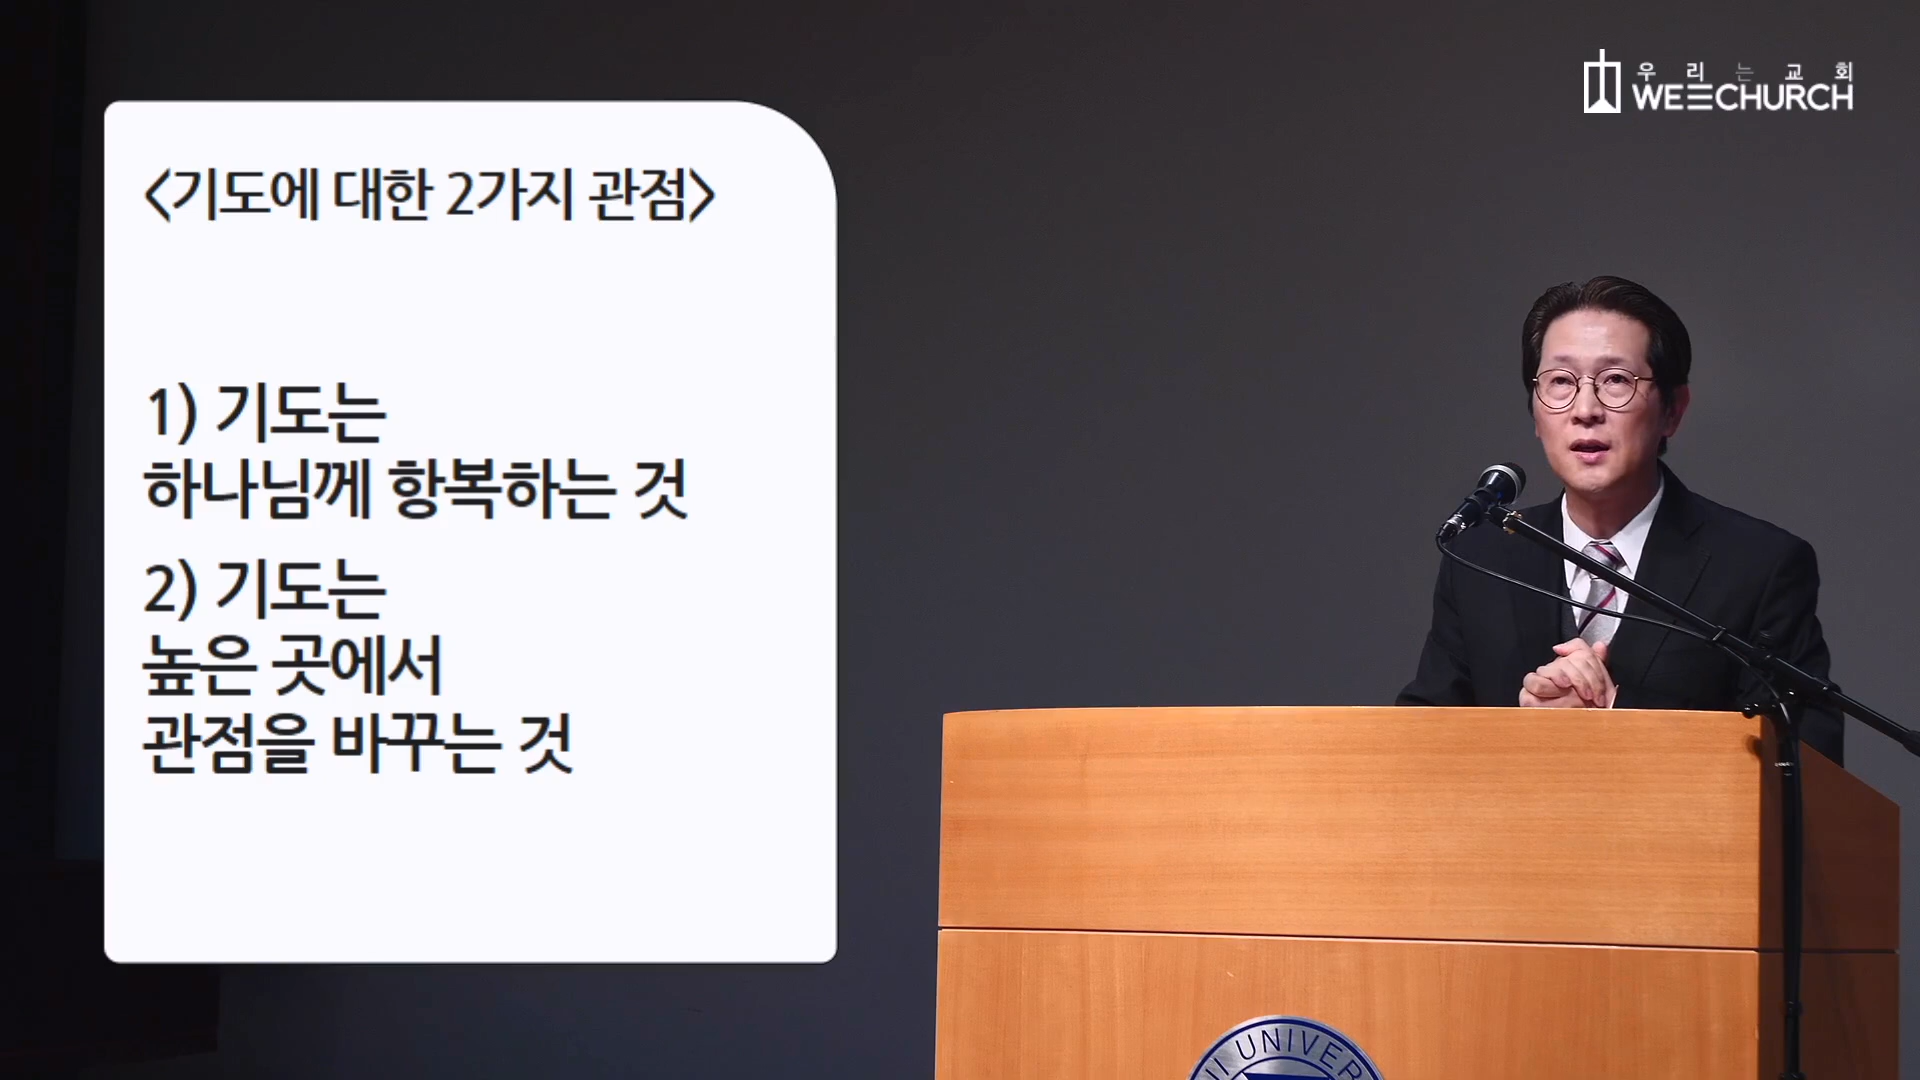 우리는교회
WECHURCH
<기도에 대한 2가지 관점>
1) 기도는
하나님께 항복하는 것
2) 기도는
높은 곳에서
관점을 바꾸는 것
UNIVER